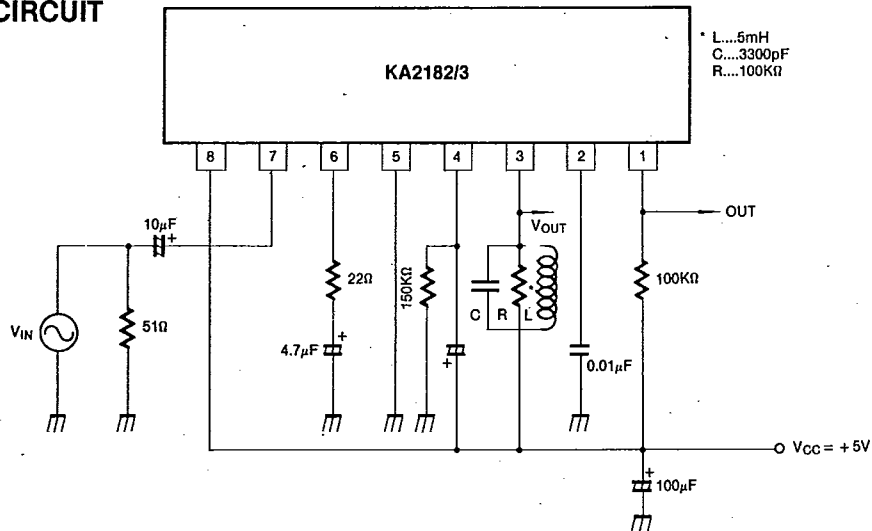 CIRCUIT
KA2182/3
* L....5mH
C....3300pF
R....100KΩ
8 7 6 5 4 3 2 1
10μF
+
VOUT
OUT
VIN
51Ω
22Ω
150KΩ
C R * L
100KΩ
4.7μF
+
+
0.01μF
VCC = +5V
+
100μF